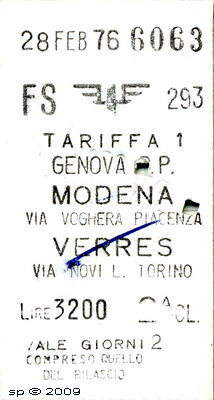 28 FEB 76 6063
FS 293
TARIFFA 1
GENOVA P.P.
MODENA
VIA VOGHERA PIACENZA
VERRES
VIA NOVI L. TORINO
LIRE 3200 2A CL.
VALE GIORNI 2
COMPRESO QUELLO
DEL RILASCIO
sp © 2009